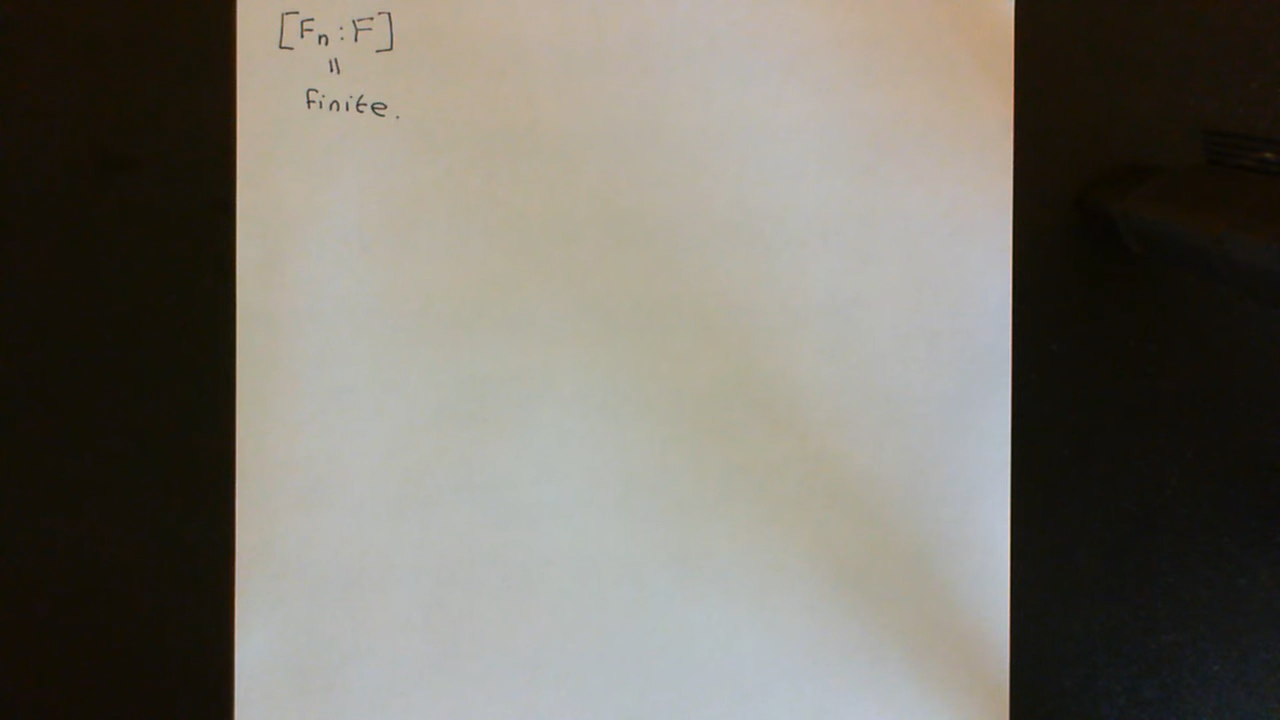 [Fn : F]
=
finite.